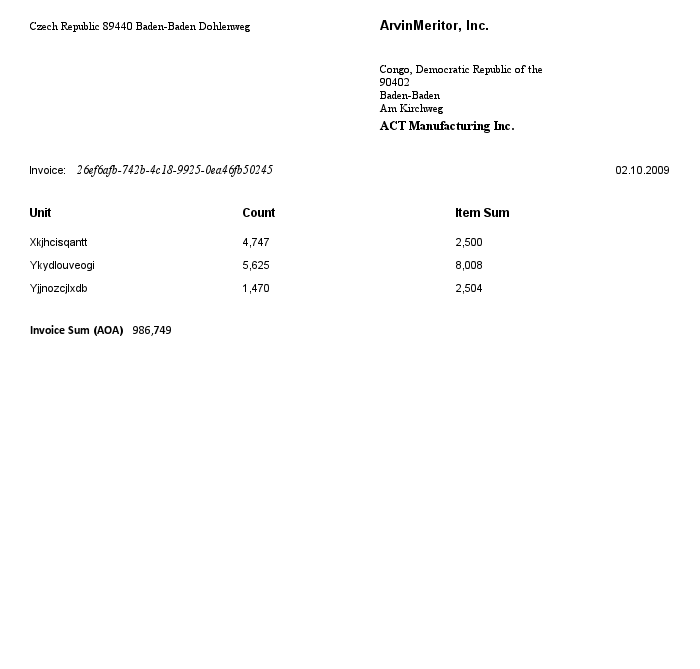 Czech Republic 89440 Baden-Baden Dohlenweg
ArvinMeritor, Inc.
Congo, Democratic Republic of the
90402
Baden-Baden
Am Kirchweg
ACT Manufacturing Inc.
Invoice: 26ef6afb-742b-4c18-9925-0ea46fb50245 02.10.2009
Unit Count Item Sum
Xkjhcisqantt 4,747 2,500
Ykydlouveogi 5,625 8,008
Yjjnozcjlxdb 1,470 2,504
Invoice Sum (AOA) 986,749